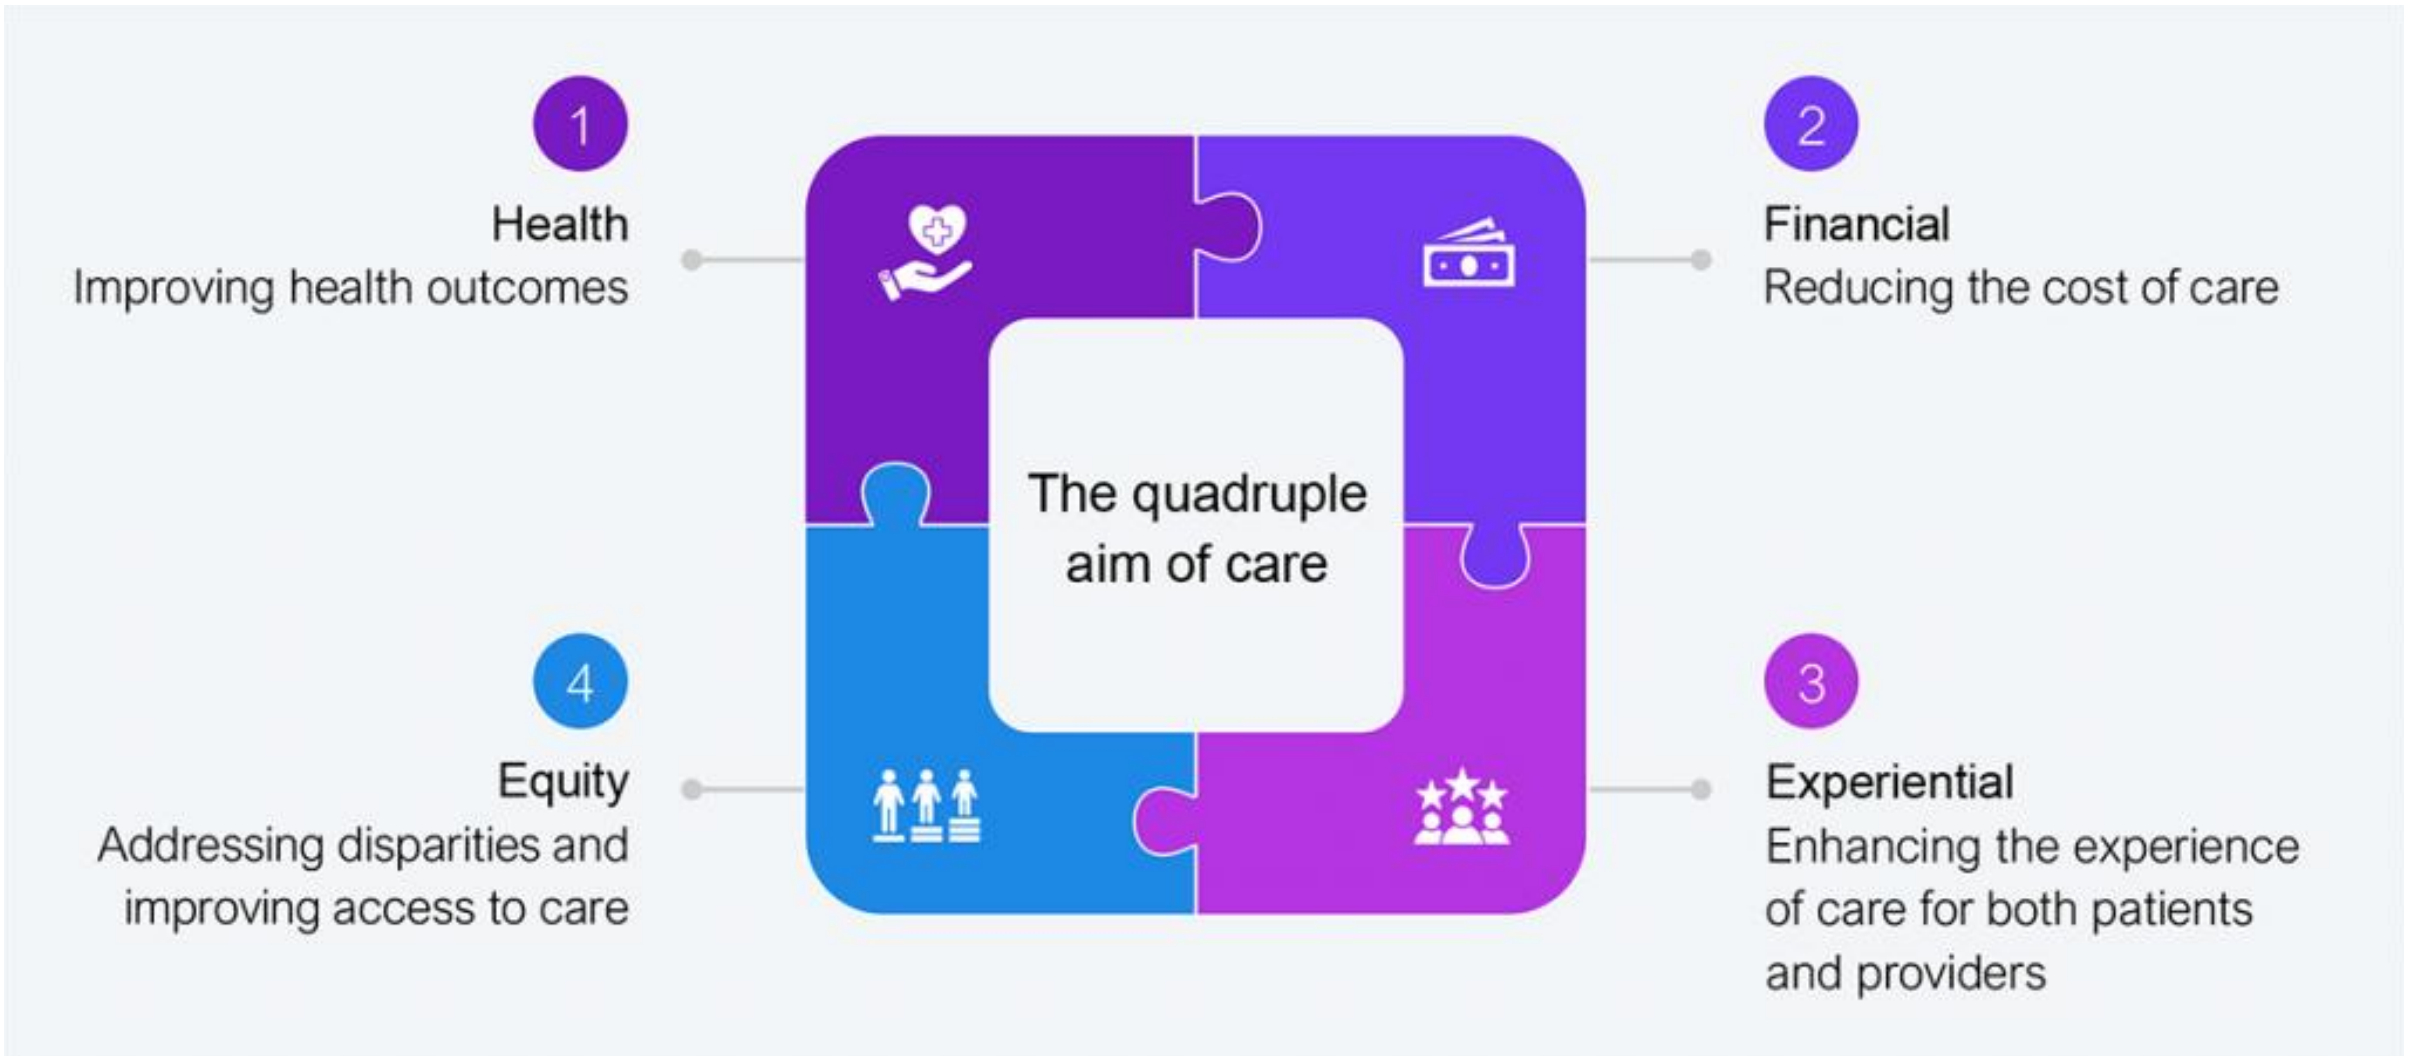 1
Health
Improving health outcomes
2
Financial
Reducing the cost of care
The quadruple
aim of care
4
Equity
Addressing disparities and
improving access to care
3
Experiential
Enhancing the experience
of care for both patients
and providers